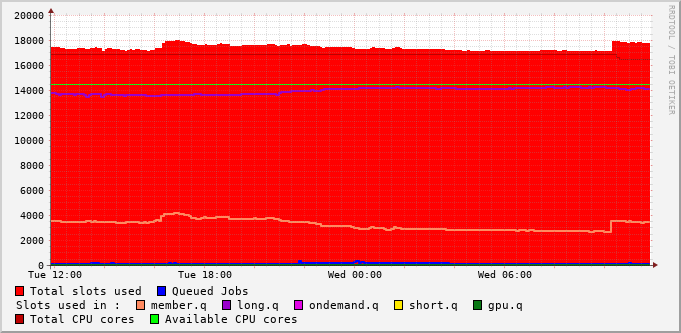 20000
18000
16000
14000
12000
10000
8000
6000
4000
2000
0
Tue 12:00 Tue 18:00 Wed 00:00 Wed 06:00
RRDTOOL / TOBI OETIKER
Total slots used Queued Jobs
Slots used in : member.q long.q ondemand.q short.q gpu.q
Total CPU cores Available CPU cores